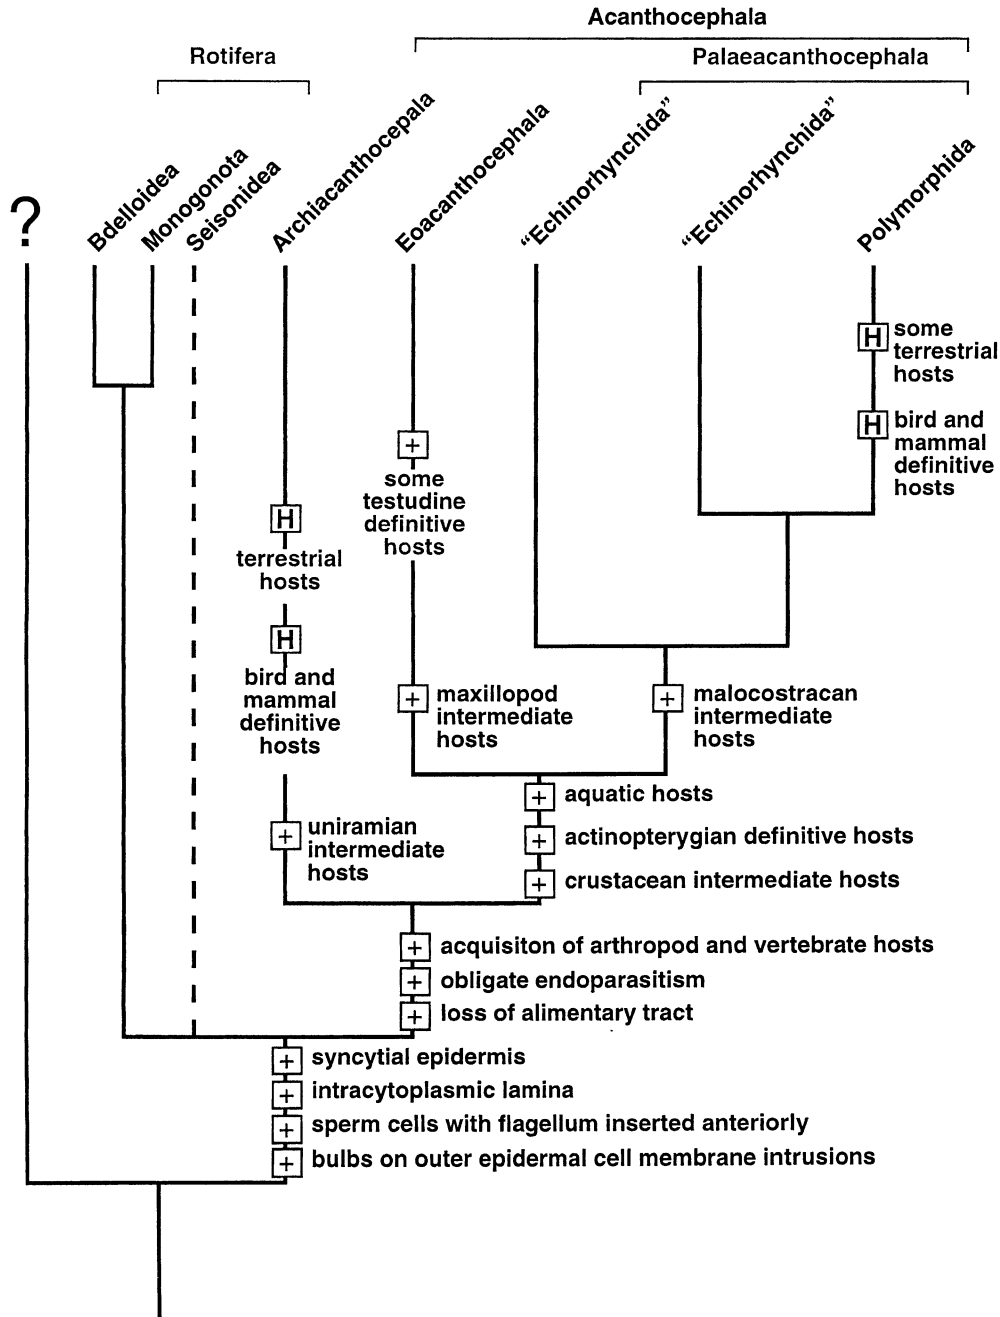 Acanthocephala
Rotifera
Palaeacanthocephala
?
Bdelloidea
Monogonota
Seisonidea
Archiacanthocepala
Eoacanthocephala
“Echinorhynchida”
“Echinorhynchida”
Polymorphida
H some
terrestrial
hosts
H bird and
mammal
definitive
hosts
+
some
testudine
definitive
hosts
H
terrestrial
hosts
H
bird and
mammal
definitive
hosts
+ maxillopod
intermediate
hosts
+ malocostracan
intermediate
hosts
+ aquatic hosts
+ actinopterygian definitive hosts
+ crustacean intermediate hosts
+ uniramian
intermediate
hosts
+ acquisiton of arthropod and vertebrate hosts
+ obligate endoparasitism
+ loss of alimentary tract
+ syncytial epidermis
+ intracytoplasmic lamina
+ sperm cells with flagellum inserted anteriorly
+ bulbs on outer epidermal cell membrane intrusions